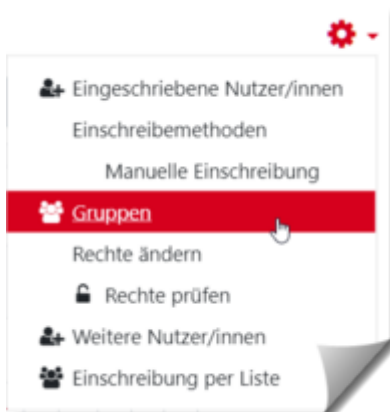 Eingeschriebene Nutzer/innen
Einschreibemethoden
Manuelle Einschreibung
Gruppen
Rechte ändern
Rechte prüfen
Weitere Nutzer/innen
Einschreibung per Liste